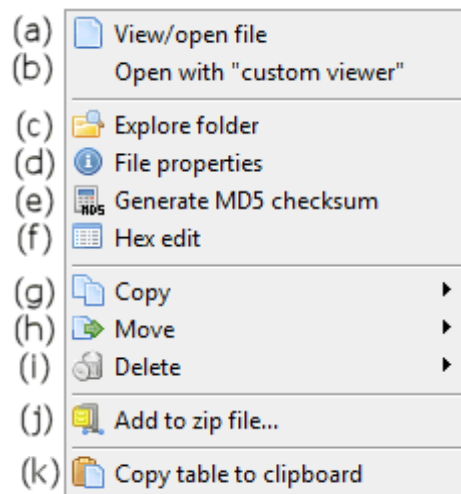 (a) View/open file
(b) Open with "custom viewer"
(c) Explore folder
(d) File properties
(e) MD5 Generate MD5 checksum
(f) Hex edit
(g) Copy
(h) Move
(i) Delete
(j) Add to zip file...
(k) Copy table to clipboard